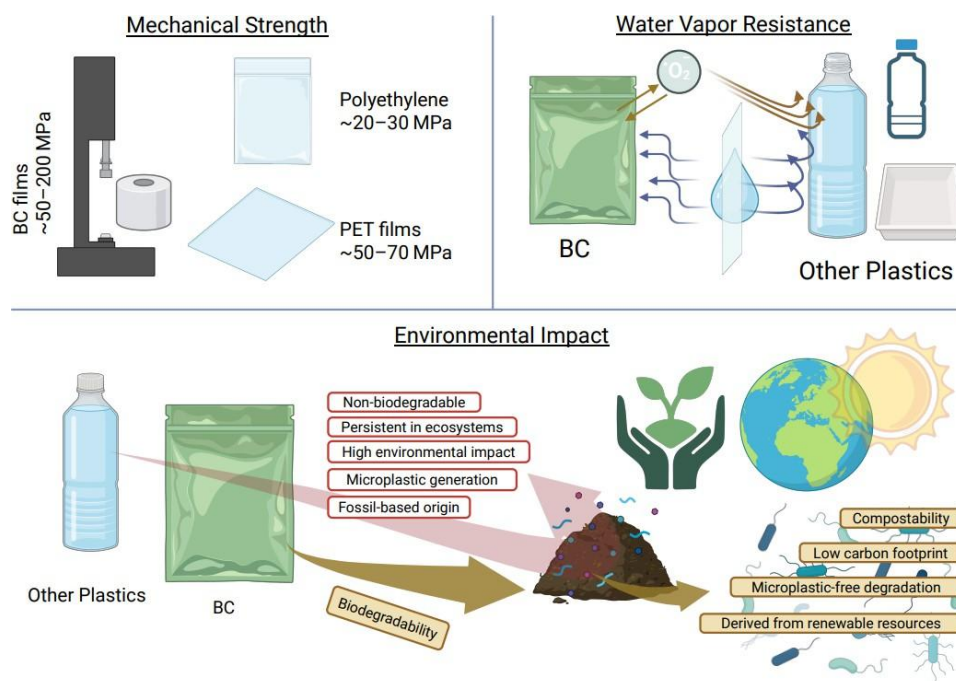 Mechanical Strength
BC films
~50–200 MPa
Polyethylene
~20–30 MPa
PET films
~50–70 MPa
Water Vapor Resistance
O2
BC
Other Plastics
Environmental Impact
Non-biodegradable
Persistent in ecosystems
High environmental impact
Microplastic generation
Fossil-based origin
Other Plastics
BC
Biodegradability
Compostability
Low carbon footprint
Microplastic-free degradation
Derived from renewable resources